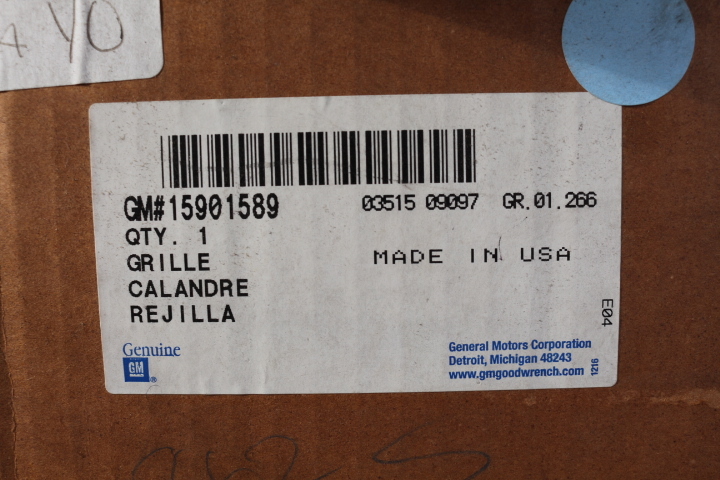 YO
GM#15901589 03515 09097 GR.01.266
QTY. 1
GRILLE MADE IN USA
CALANDRE
REJILLA
E04
Genuine
GM®
General Motors Corporation
Detroit, Michigan 48243
www.gmgoodwrench.com
1216